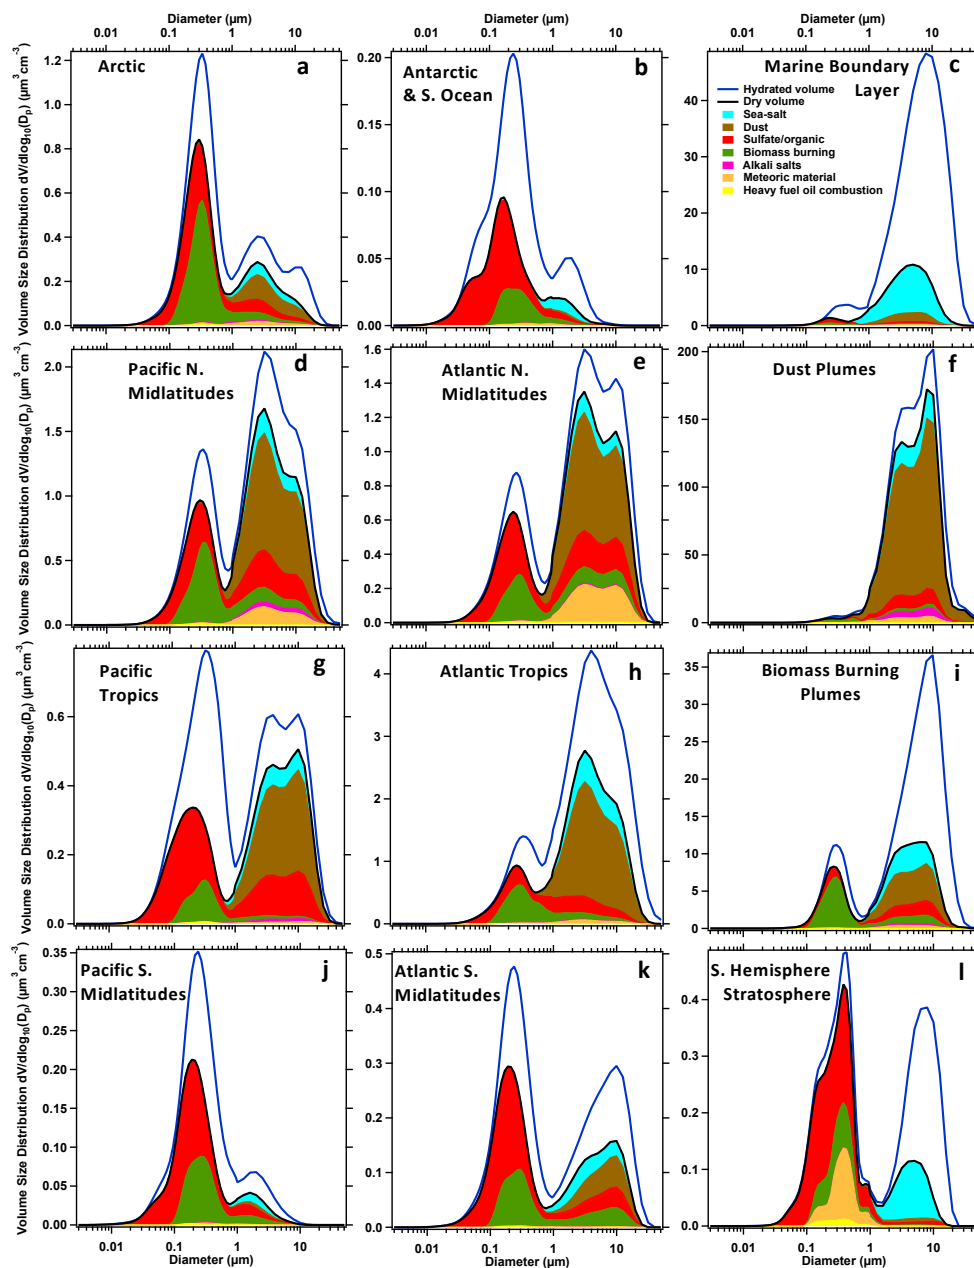 Diameter (µm)
Diameter (µm)
Diameter (µm)
0.01 0.1 1 10
0.01 0.1 1 10
0.01 0.1 1 10
Volume Size Distribution dV/dlog10(Dp) (µm3 cm-3)
1.2
1.0
0.8
0.6
0.4
0.2
0.0
Arctic
a
0.20
0.15
0.10
0.05
0.00
Antarctic
& S. Ocean
b
40
30
20
10
0
Marine Boundary
Layer
c
Hydrated volume
Dry volume
Sea-salt
Dust
Sulfate/organic
Biomass burning
Alkali salts
Meteoric material
Heavy fuel oil combustion
Volume Size Distribution dV/dlog10(Dp) (µm3 cm-3)
2.0
1.5
1.0
0.5
0.0
Pacific N.
Midlatitudes
d
1.6
1.4
1.2
1.0
0.8
0.6
0.4
0.2
0.0
Atlantic N.
Midlatitudes
e
200
150
100
50
0
Dust Plumes
f
Volume Size Distribution dV/dlog10(Dp) (µm3 cm-3)
0.6
0.4
0.2
0.0
Pacific
Tropics
g
4
3
2
1
0
Atlantic Tropics
h
35
30
25
20
15
10
5
0
Biomass Burning
Plumes
i
Volume Size Distribution dV/dlog10(Dp) (µm3 cm-3)
0.35
0.30
0.25
0.20
0.15
0.10
0.05
0.00
Pacific S.
Midlatitudes
j
0.5
0.4
0.3
0.2
0.1
0.0
Atlantic S.
Midlatitudes
k
0.4
0.3
0.2
0.1
0.0
S. Hemisphere
Stratosphere
l
0.01 0.1 1 10
0.01 0.1 1 10
0.01 0.1 1 10
Diameter (µm)
Diameter (µm)
Diameter (µm)